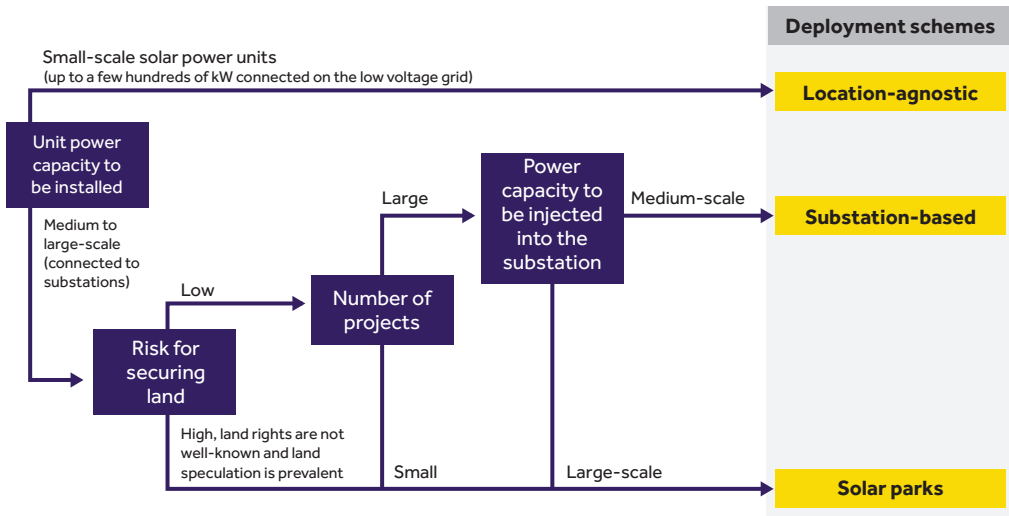 Deployment schemes
Small-scale solar power units
(up to a few hundreds of kW connected on the low voltage grid)
Location-agnostic
Unit power
capacity to
be installed
Power
capacity to
be injected
into the
substation
Large
Medium-scale
Substation-based
Medium to
large-scale
(connected to
substations)
Low
Number of
projects
Risk for
securing
land
High, land rights are not
well-known and land
speculation is prevalent
Small
Large-scale
Solar parks